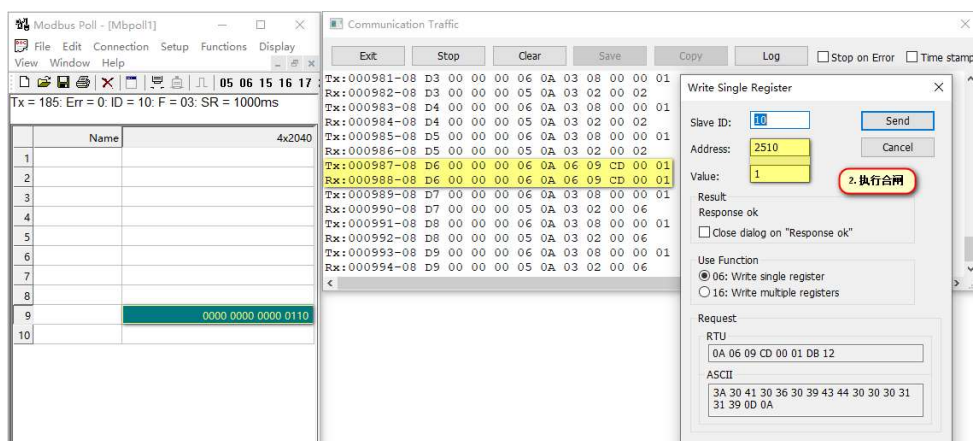 Modbus Poll - [Mbpoll1]
File Edit Connection Setup Functions Display
View Window Help
05 06 15 16 17
Tx = 185: Err = 0: ID = 10: F = 03: SR = 1000ms
Name 4x2040
1
2
3
4
5
6
7
8
9 0000 0000 0000 0110
10
Communication Traffic
Exit Stop Clear Save Copy Log Stop on Error Time stamp
Tx:000981-08 D3 00 00 00 06 0A 03 08 00 00 01
Rx:000982-08 D3 00 00 00 05 0A 03 02 00 02
Tx:000983-08 D4 00 00 00 06 0A 03 08 00 00 01
Rx:000984-08 D4 00 00 00 05 0A 03 02 00 02
Tx:000985-08 D5 00 00 00 06 0A 03 08 00 00 01
Rx:000986-08 D5 00 00 00 05 0A 03 02 00 02
Tx:000987-08 D6 00 00 00 06 0A 06 09 CD 00 01
Rx:000988-08 D6 00 00 00 06 0A 06 09 CD 00 01
Tx:000989-08 D7 00 00 00 06 0A 03 08 00 00 01
Rx:000990-08 D7 00 00 00 05 0A 03 02 00 06
Tx:000991-08 D8 00 00 00 06 0A 03 08 00 00 01
Rx:000992-08 D8 00 00 00 05 0A 03 02 00 06
Tx:000993-08 D9 00 00 00 06 0A 03 08 00 00 01
Rx:000994-08 D9 00 00 00 05 0A 03 02 00 06
Write Single Register
Slave ID: 10 Send
Address: 2510 Cancel
Value: 1
2. 执行合闸
Result
Response ok
Close dialog on "Response ok"
Use Function
06: Write single register
16: Write multiple registers
Request
RTU
0A 06 09 CD 00 01 DB 12
ASCII
3A 30 41 30 36 30 39 43 44 30 30 30 31
31 39 0D 0A